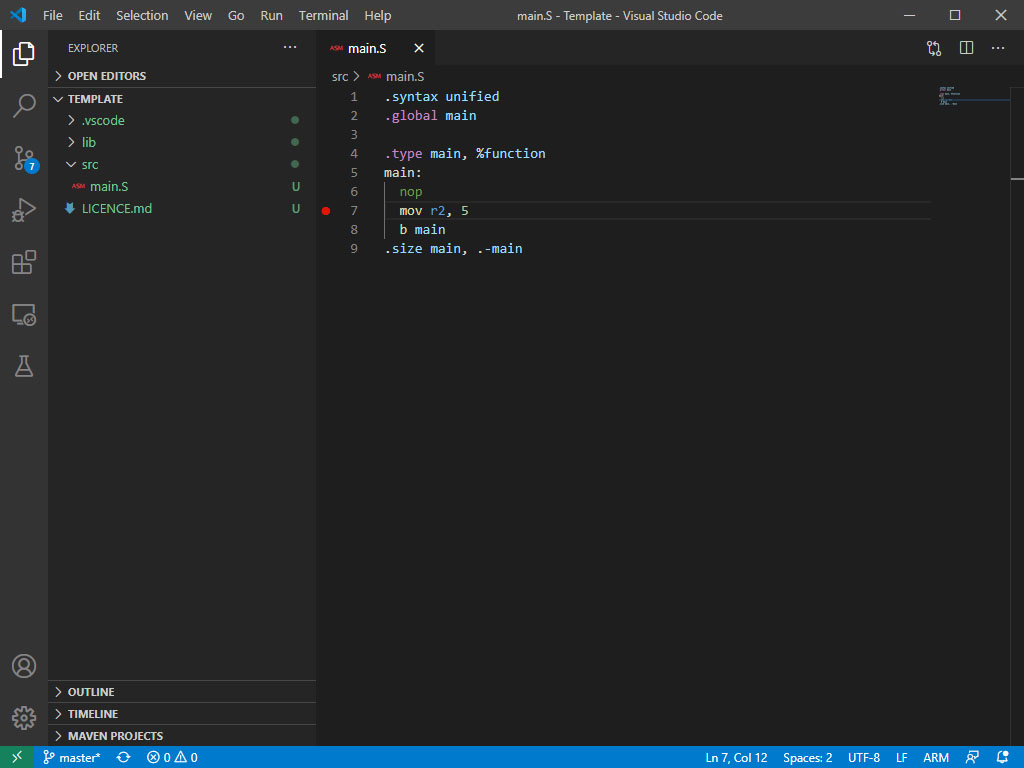 File Edit Selection View Go Run Terminal Help
main.S - Template - Visual Studio Code
EXPLORER
OPEN EDITORS
TEMPLATE
.vscode
lib
src
ASM main.S U
LICENCE.md U
7
OUTLINE
TIMELINE
MAVEN PROJECTS
ASM main.S
src > ASM main.S
1 .syntax unified
2 .global main
3
4 .type main, %function
5 main:
6 nop
7 mov r2, 5
8 b main
9 .size main, .-main
master* 0 0
Ln 7, Col 12 Spaces: 2 UTF-8 LF ARM